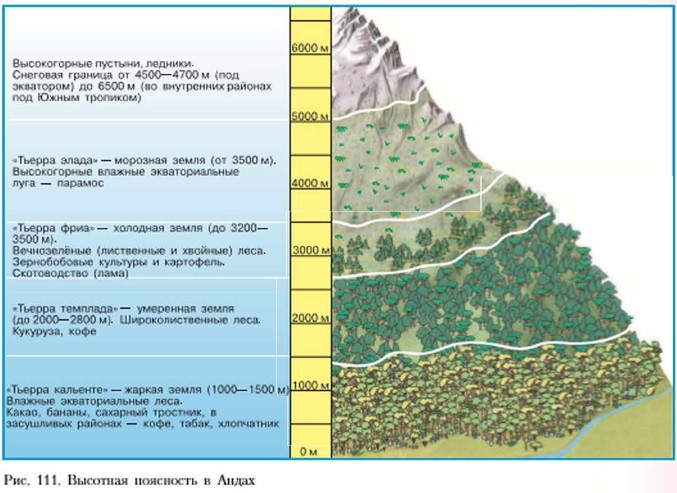 Высокогорные пустыни, ледники.
Снеговая граница от 4500—4700 м (под
экватором) до 6500 м (во внутренних районах
под Южным тропиком)
«Тьерра элада» — морозная земля (от 3500 м).
Высокогорные влажные экваториальные
луга — парамос
«Тьерра фриа» — холодная земля (до 3200—
3500 м).
Вечнозелёные (лиственные и хвойные) леса.
Зернобобовые культуры и картофель.
Скотоводство (лама)
«Тьерра темплада» — умеренная земля
(до 2000—2800 м). Широколиственные леса.
Кукуруза, кофе
«Тьерра кальенте» — жаркая земля (1000—1500 м)
Влажные экваториальные леса.
Какао, бананы, сахарный тростник, в
засушливых районах — кофе, табак, хлопчатник
6000 м
5000 м
4000 м
3000 м
2000 м
1000 м
0 м
Рис. 111. Высотная поясность в Андах